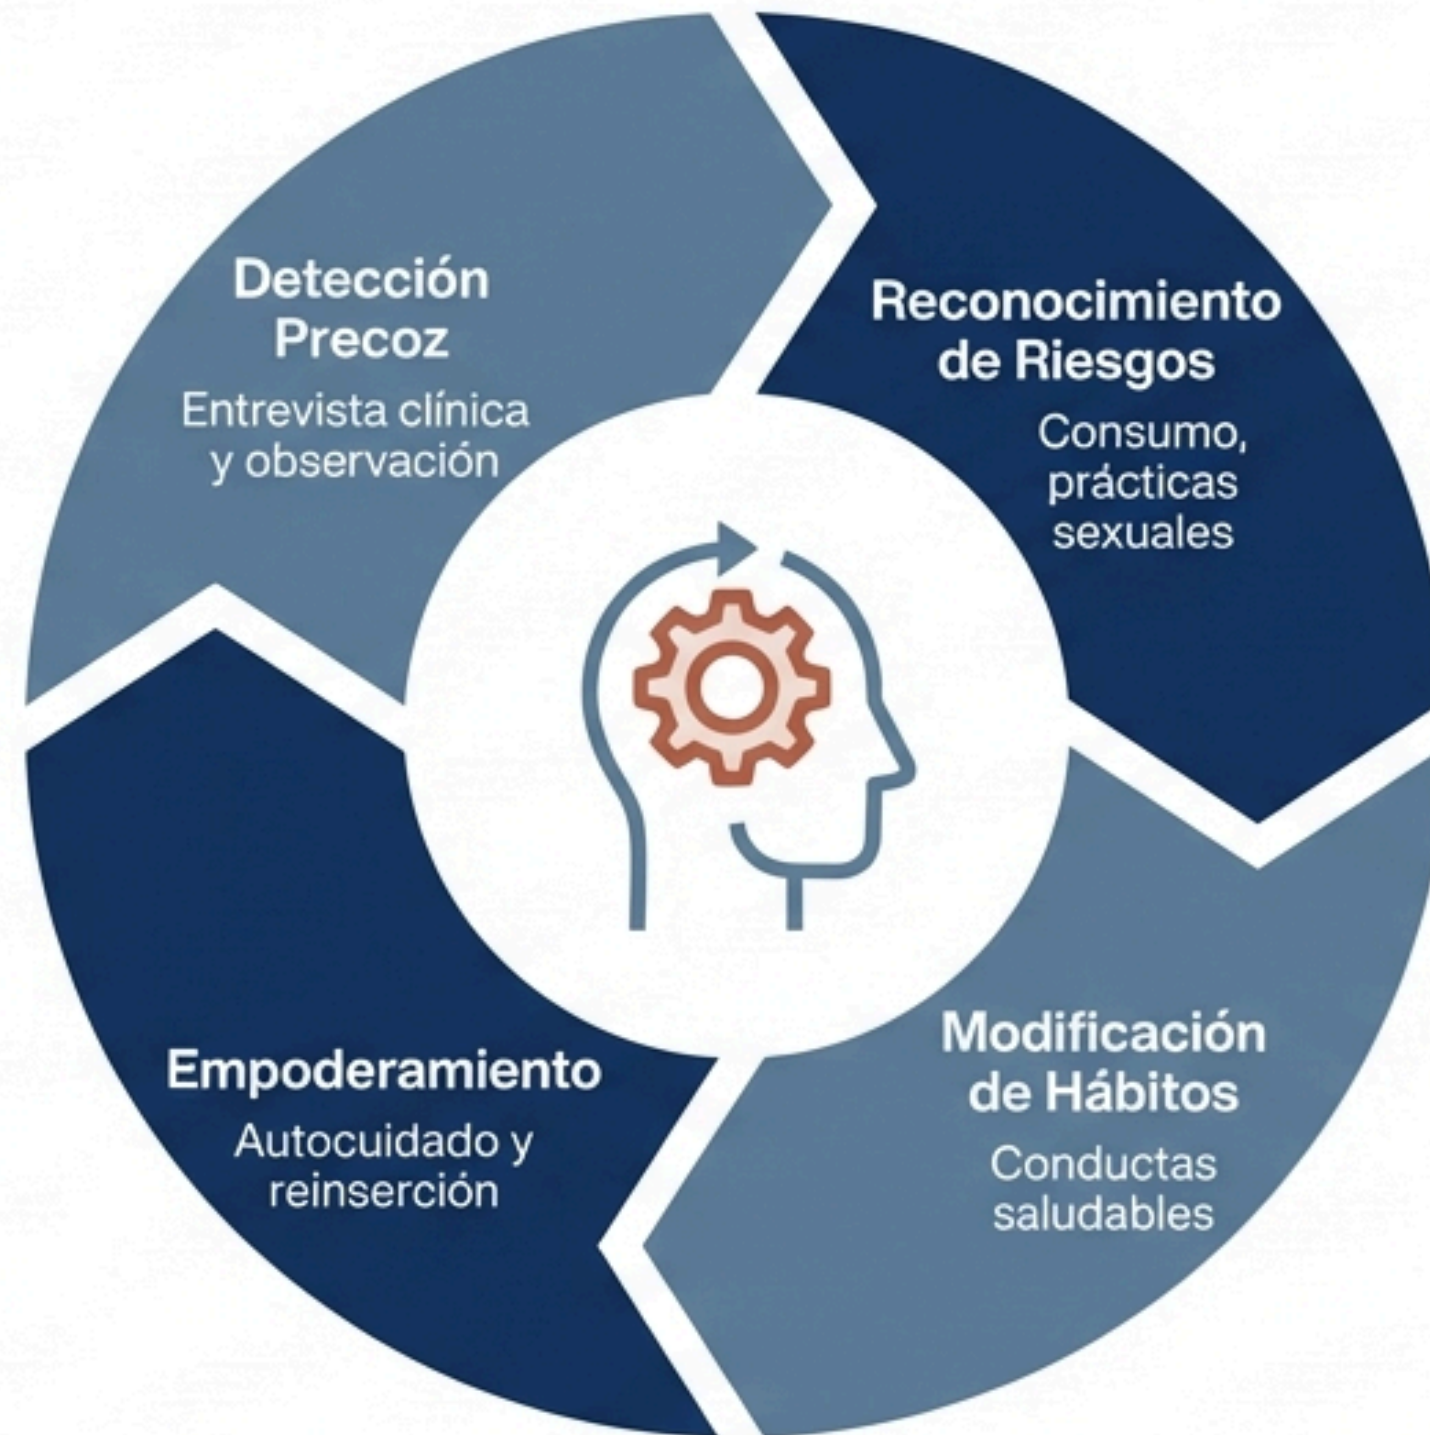 Detección
Precoz
Entrevista clínica
y observación
Reconocimiento
de Riesgos
Consumo,
prácticas
sexuales
Modificación
de Hábitos
Conductas
saludables
Empoderamiento
Autocuidado y
reinserción